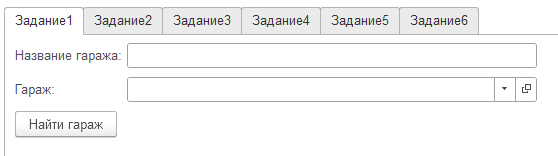 Задание1 Задание2 Задание3 Задание4 Задание5 Задание6
Название гаража:
Гараж:
Найти гараж